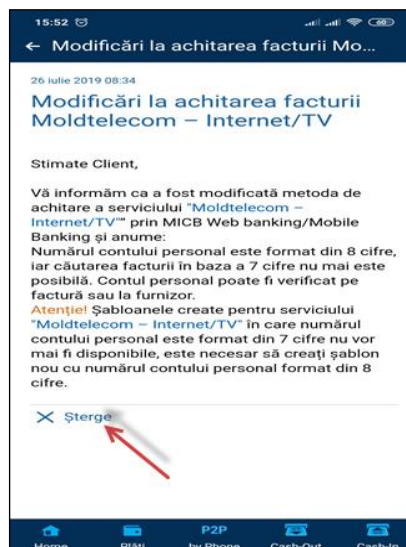 15:52
← Modificări la achitarea facturii Mo...
26 iulie 2019 08:34
Modificări la achitarea facturii
Moldtelecom – Internet/TV
Stimate Client,
Vă informăm ca a fost modificată metoda de
achitare a serviciului "Moldtelecom –
Internet/TV"" prin MICB Web banking/Mobile
Banking și anume:
Numărul contului personal este format din 8 cifre,
iar căutarea facturii în baza a 7 cifre nu mai este
posibilă. Contul personal poate fi verificat pe
factură sau la furnizor.
Atenție! Șabloanele create pentru serviciul
"Moldtelecom – Internet/TV" în care numărul
contului personal este format din 7 cifre nu vor
mai fi disponibile, este necesar să creați șablon
nou cu numărul contului personal format din 8
cifre.
Șterge
P2P
Home Plăți by Phone Cash-Out Cash-In